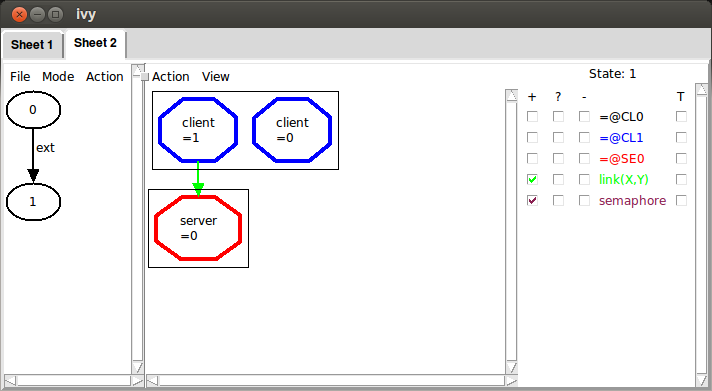 ivy
Sheet 1 Sheet 2
File Mode Action
Action View
State: 1
0
ext
1
client
=1
client
=0
server
=0
+ ? - T
=@CL0
=@CL1
=@SE0
link(X,Y)
semaphore